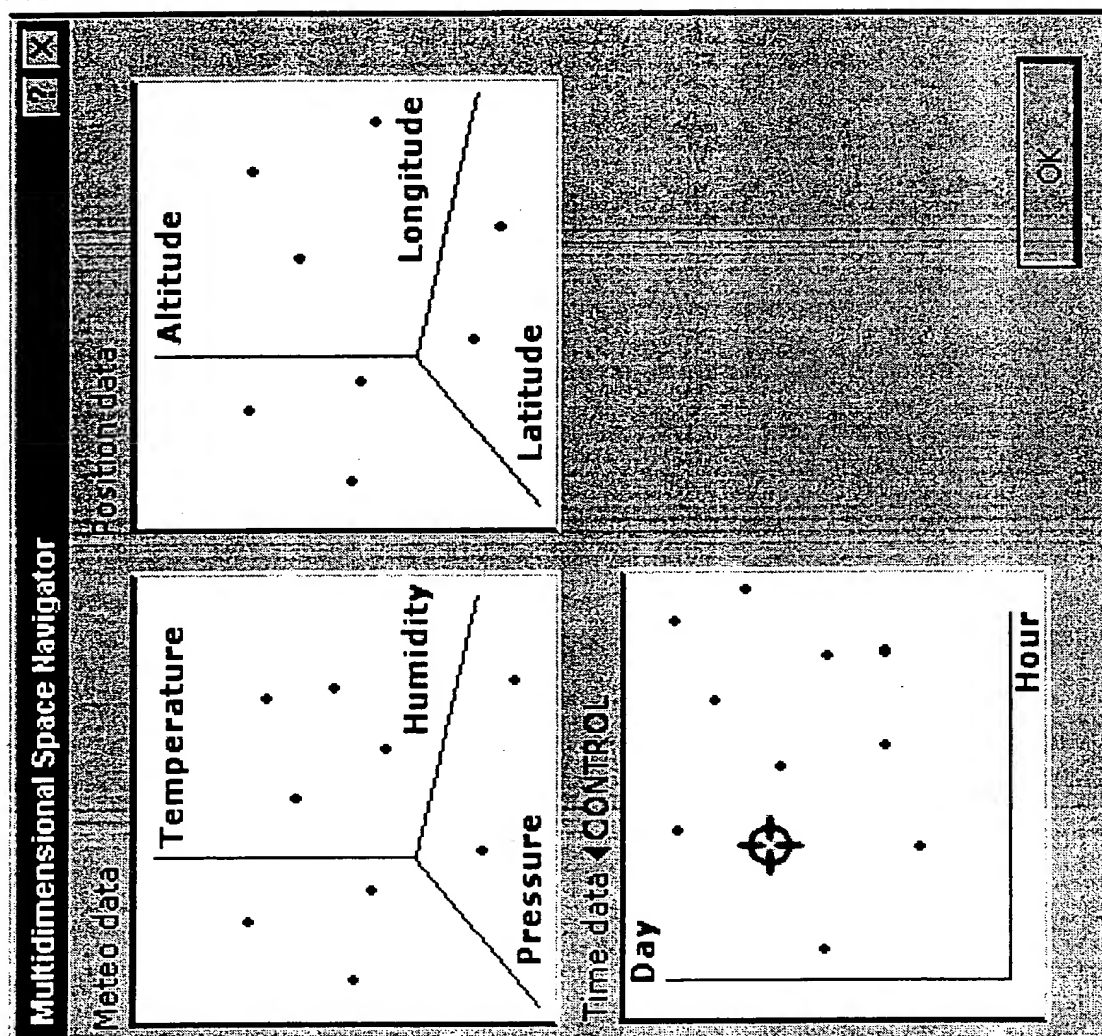 Multidimensional Space Navigator
? X
Meteo data
Temperature
Humidity
Pressure
Position data
Altitude
Longitude
Latitude
Time data CONTROL
Day
Hour
OK